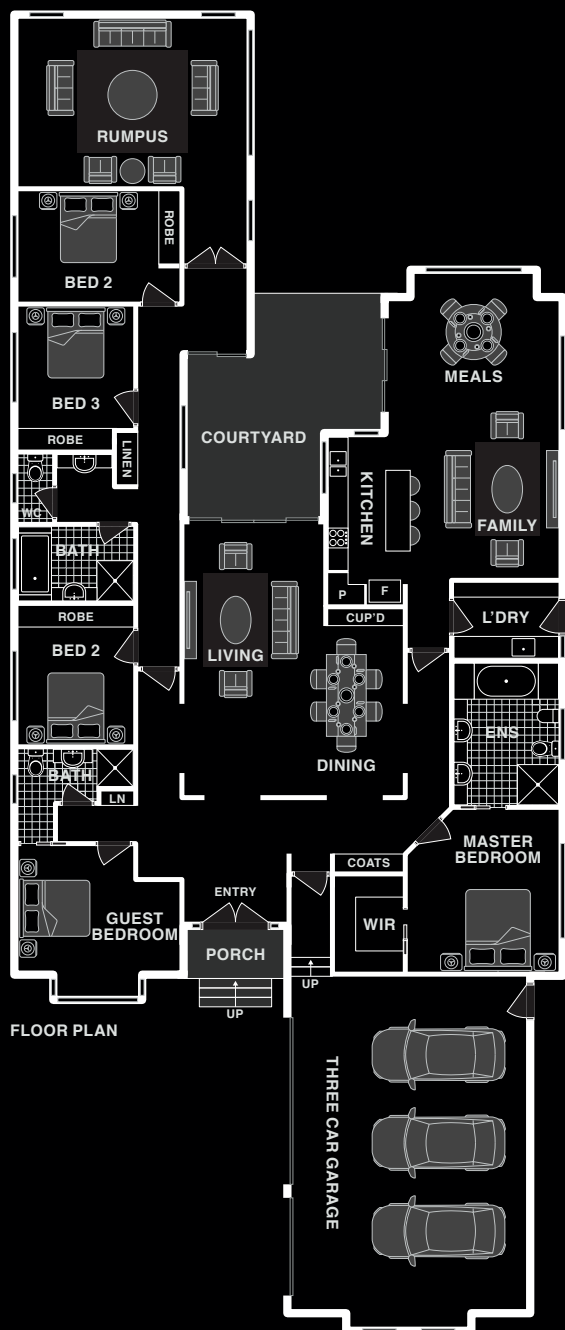 RUMPUS
ROBE
BED 2
BED 3
MEALS
ROBE
LINEN
COURTYARD
KITCHEN
WC
FAMILY
BATH
P
F
ROBE
CUP'D
L'DRY
BED 2
LIVING
ENS
DINING
BATH
LN
MASTER
BEDROOM
COATS
ENTRY
GUEST
BEDROOM
WIR
PORCH
UP
UP
FLOOR PLAN
THREE CAR GARAGE